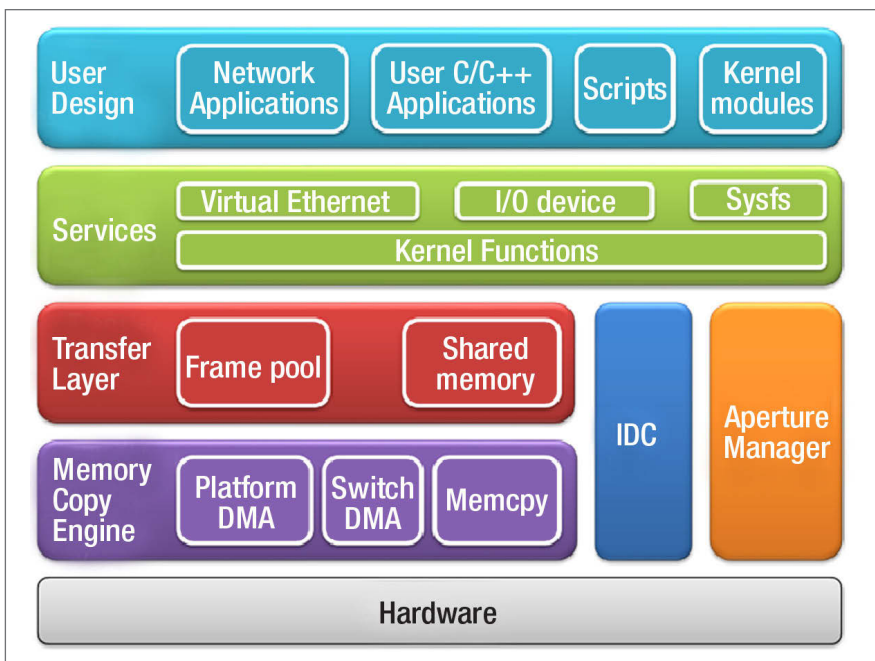 User
Design
Network
Applications
User C/C++
Applications
Scripts
Kernel
modules
Services
Virtual Ethernet
I/O device
Sysfs
Kernel Functions
Transfer
Layer
Frame pool
Shared
memory
Memory
Copy
Engine
Platform
DMA
Switch
DMA
Memcpy
IDC
Aperture
Manager
Hardware